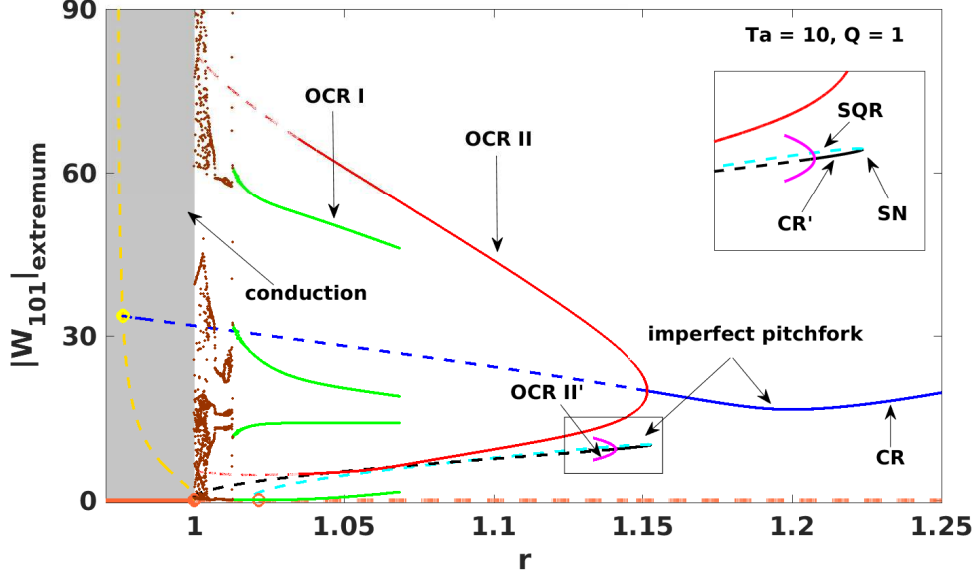 90
60
30
0
|W101|extremum
Ta = 10, Q = 1
OCR I
OCR II
SQR
CR'
SN
conduction
imperfect pitchfork
OCR II'
CR
1
1.05
1.1
1.15
1.2
1.25
r